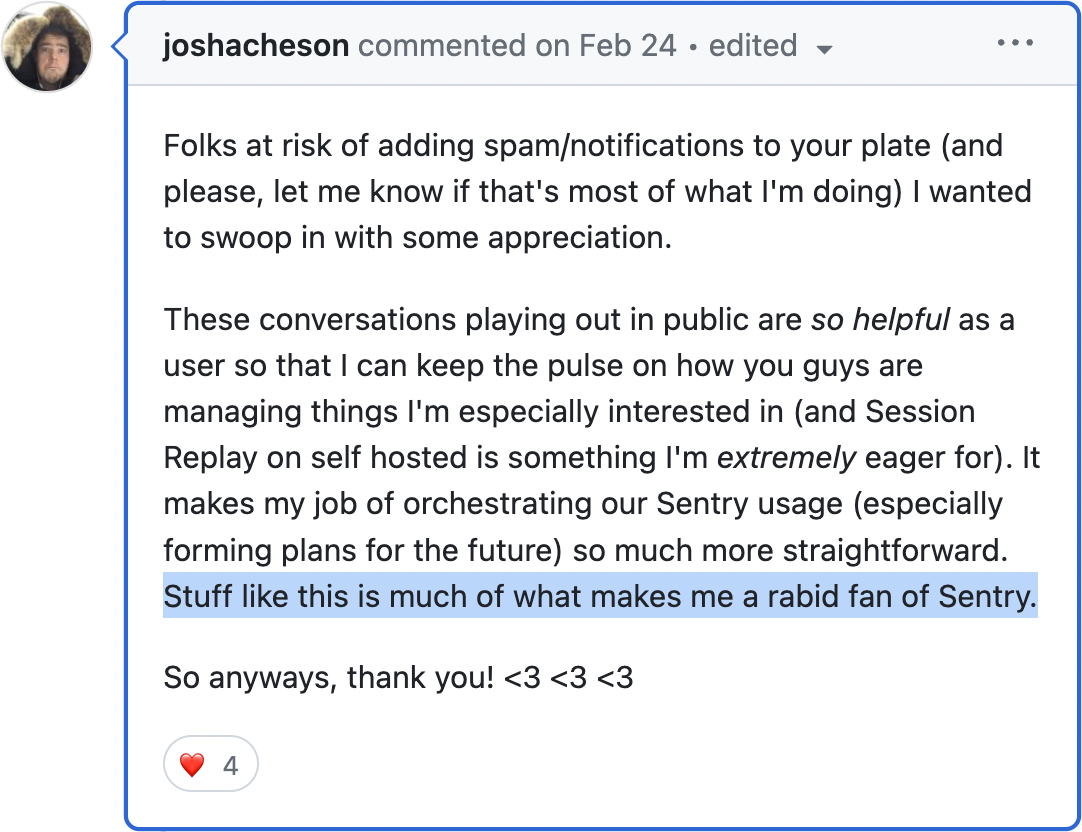 joshacheson commented on Feb 24 • edited
Folks at risk of adding spam/notifications to your plate (and
please, let me know if that's most of what I'm doing) I wanted
to swoop in with some appreciation.
These conversations playing out in public are so helpful as a
user so that I can keep the pulse on how you guys are
managing things I'm especially interested in (and Session
Replay on self hosted is something I'm extremely eager for). It
makes my job of orchestrating our Sentry usage (especially
forming plans for the future) so much more straightforward.
Stuff like this is much of what makes me a rabid fan of Sentry.
So anyways, thank you! <3 <3 <3
❤️ 4